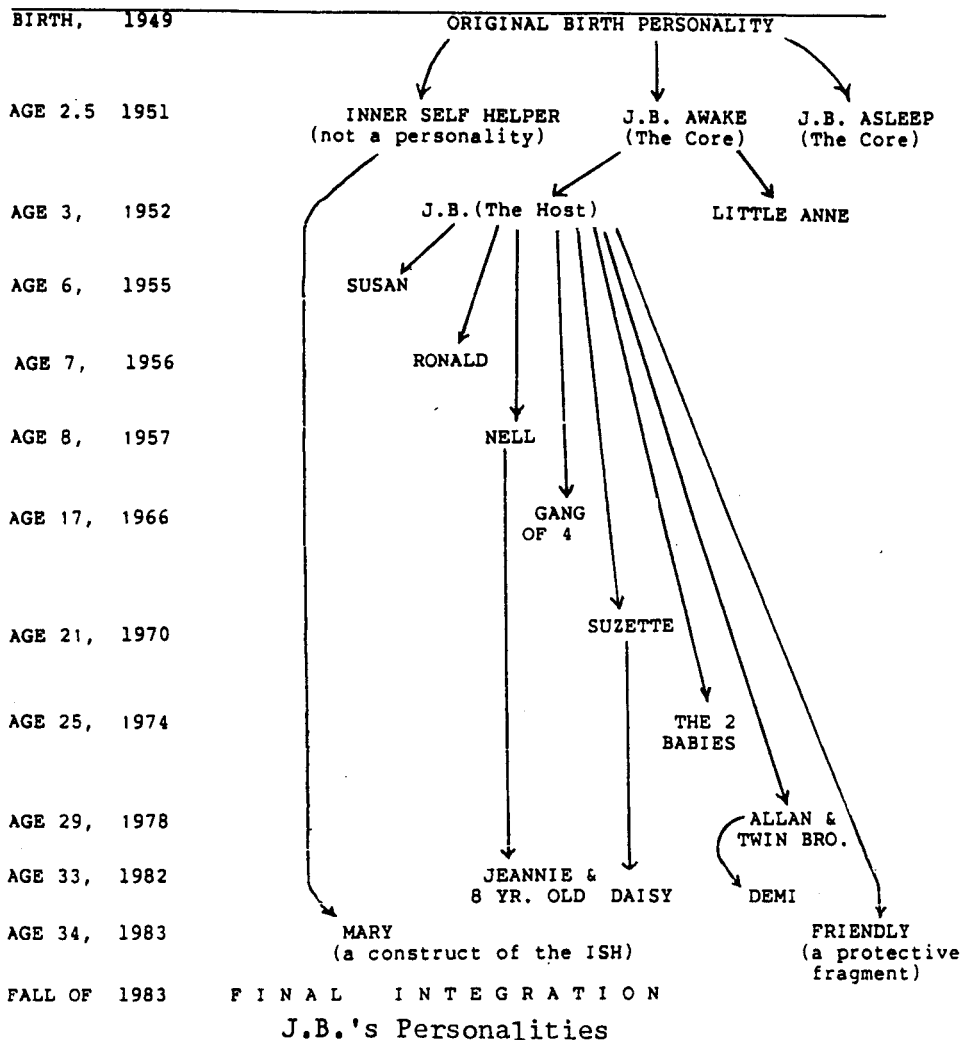 BIRTH, 1949
ORIGINAL BIRTH PERSONALITY
AGE 2.5 1951
INNER SELF HELPER
(not a personality)
J.B. AWAKE
(The Core)
J.B. ASLEEP
(The Core)
AGE 3, 1952
J.B.(The Host)
LITTLE ANNE
AGE 6, 1955
SUSAN
AGE 7, 1956
RONALD
AGE 8, 1957
NELL
AGE 17, 1966
GANG
OF 4
AGE 21, 1970
SUZETTE
AGE 25, 1974
THE 2
BABIES
AGE 29, 1978
ALLAN &
TWIN BRO.
AGE 33, 1982
JEANNIE &
8 YR. OLD
DAISY
DEMI
AGE 34, 1983
MARY
(a construct of the ISH)
FRIENDLY
(a protective
fragment)
FALL OF 1983 FINAL INTEGRATION
J.B.'s Personalities